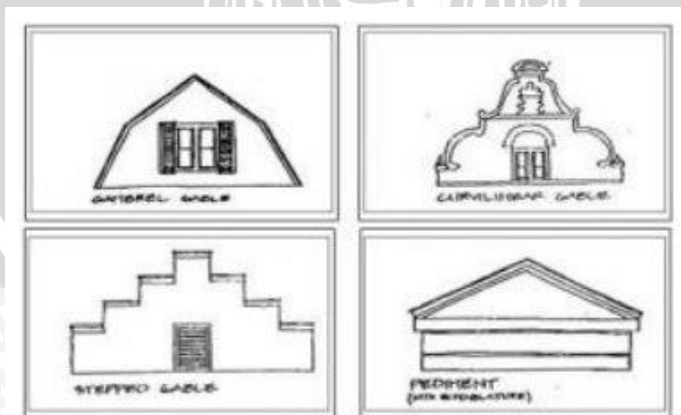 GAMBREL GABLE
CURVILINEAR GABLE
STEPPED GABLE
PEDIMENT
(WITH ENTABLATURE)